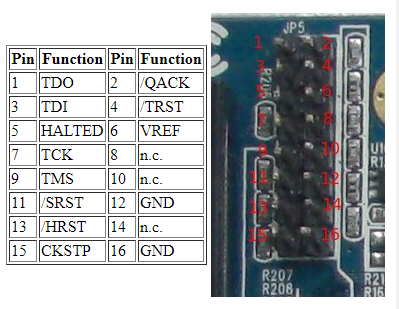 Pin Function Pin Function
1 TDO 2 /QACK
3 TDI 4 /TRST
5 HALTED 6 VREF
7 TCK 8 n.c.
9 TMS 10 n.c.
11 /SRST 12 GND
13 /HRST 14 n.c.
15 CKSTP 16 GND
JP5
1 2
3 4
5 6
7 8
9 10
11 12
13 14
15 16
R207
R208